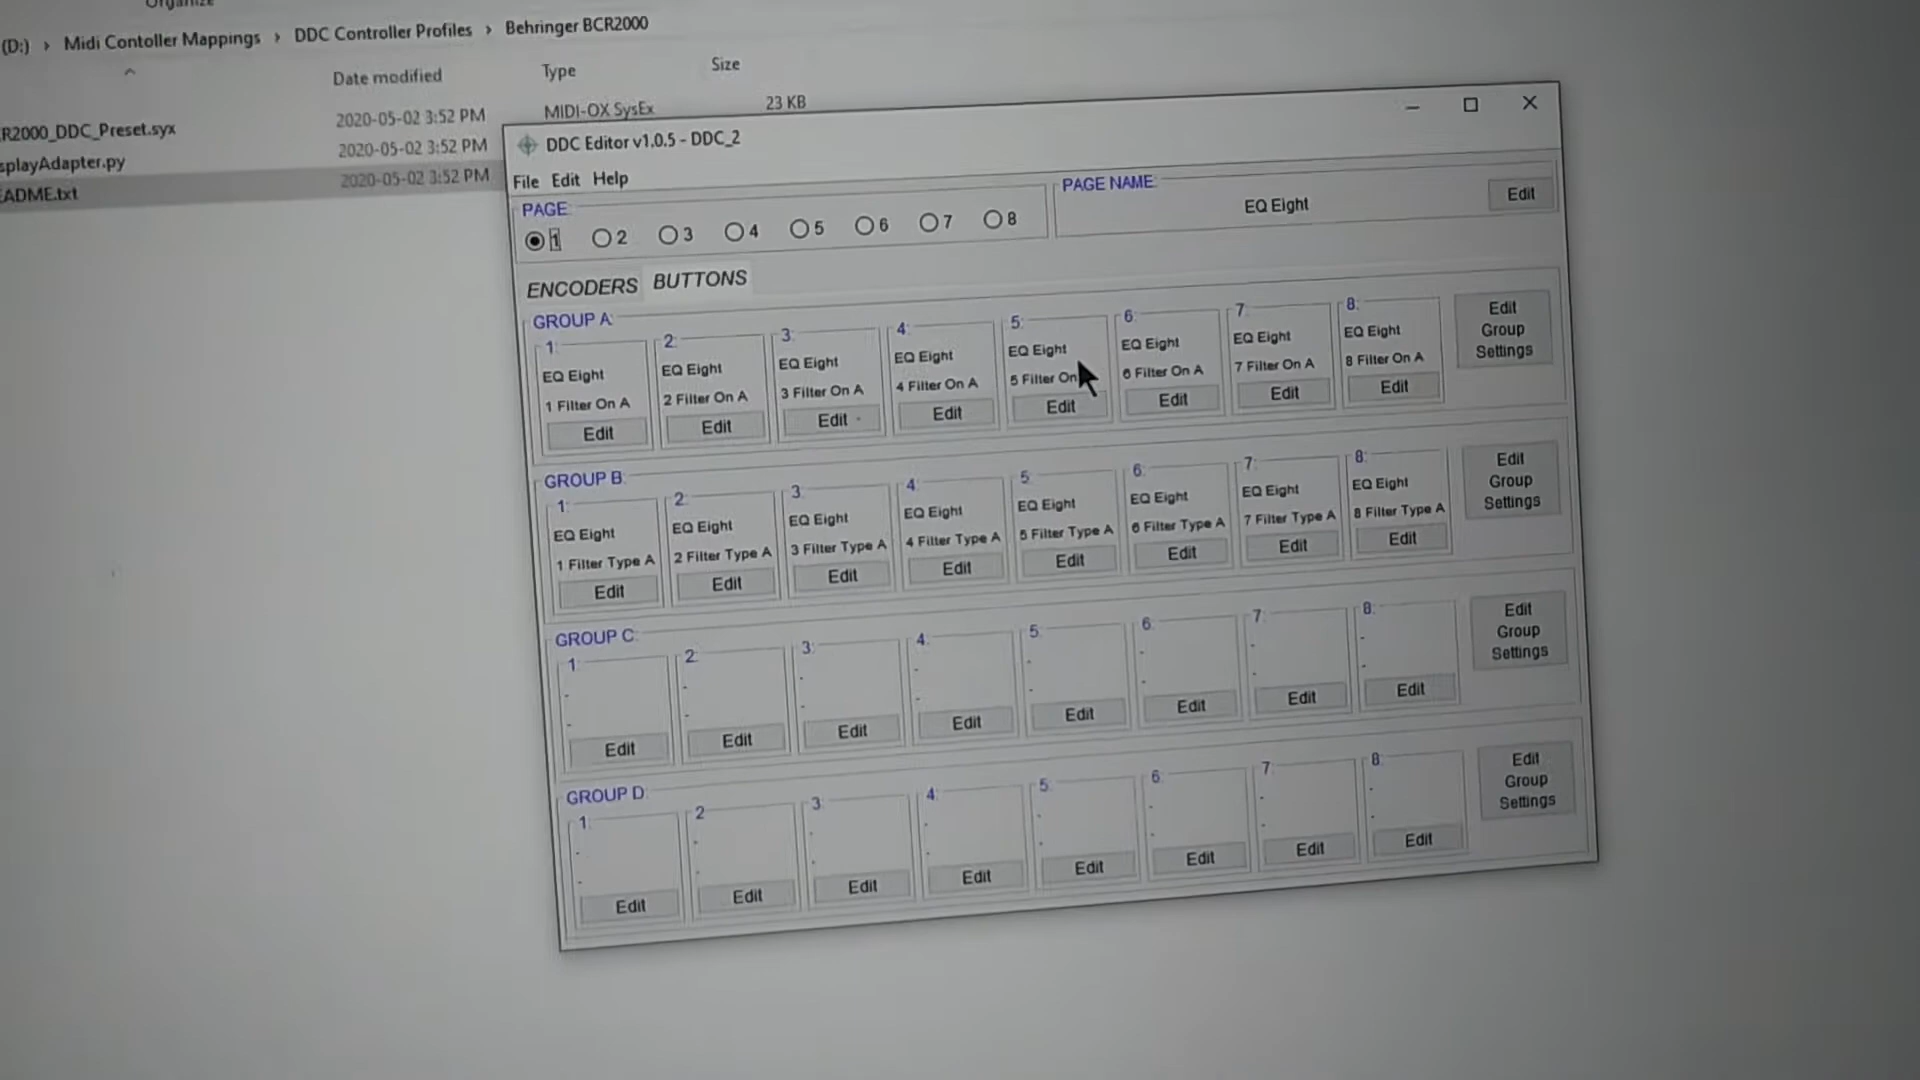 Organize
(D:) › Midi Contoller Mappings › DDC Controller Profiles › Behringer BCR2000
Date modified Type Size
R2000_DDC_Preset.syx 2020-05-02 3:52 PM MIDI-OX SysEx 23 KB
splayAdapter.py 2020-05-02 3:52 PM
EADME.txt 2020-05-02 3:52 PM
DDC Editor v1.0.5 - DDC_2
File Edit Help
PAGE: PAGE NAME:
1 2 3 4 5 6 7 8 EQ Eight Edit
ENCODERS BUTTONS
GROUP A:
1: 2: 3: 4: 5: 6: 7: 8:
EQ Eight EQ Eight EQ Eight EQ Eight EQ Eight EQ Eight EQ Eight EQ Eight
1 Filter On A 2 Filter On A 3 Filter On A 4 Filter On A 5 Filter On 6 Filter On A 7 Filter On A 8 Filter On A
Edit Edit Edit Edit Edit Edit Edit Edit
Edit
Group
Settings
GROUP B:
1: 2: 3: 4: 5: 6: 7: 8:
EQ Eight EQ Eight EQ Eight EQ Eight EQ Eight EQ Eight EQ Eight EQ Eight
1 Filter Type A 2 Filter Type A 3 Filter Type A 4 Filter Type A 5 Filter Type A 6 Filter Type A 7 Filter Type A 8 Filter Type A
Edit Edit Edit Edit Edit Edit Edit Edit
Edit
Group
Settings
GROUP C:
1: 2: 3: 4: 5: 6: 7: 8:
- - - - - - - -
- - - - - - - -
Edit Edit Edit Edit Edit Edit Edit Edit
Edit
Group
Settings
GROUP D:
1: 2: 3: 4: 5: 6: 7: 8:
- - - - - - - -
- - - - - - - -
Edit Edit Edit Edit Edit Edit Edit Edit
Edit
Group
Settings